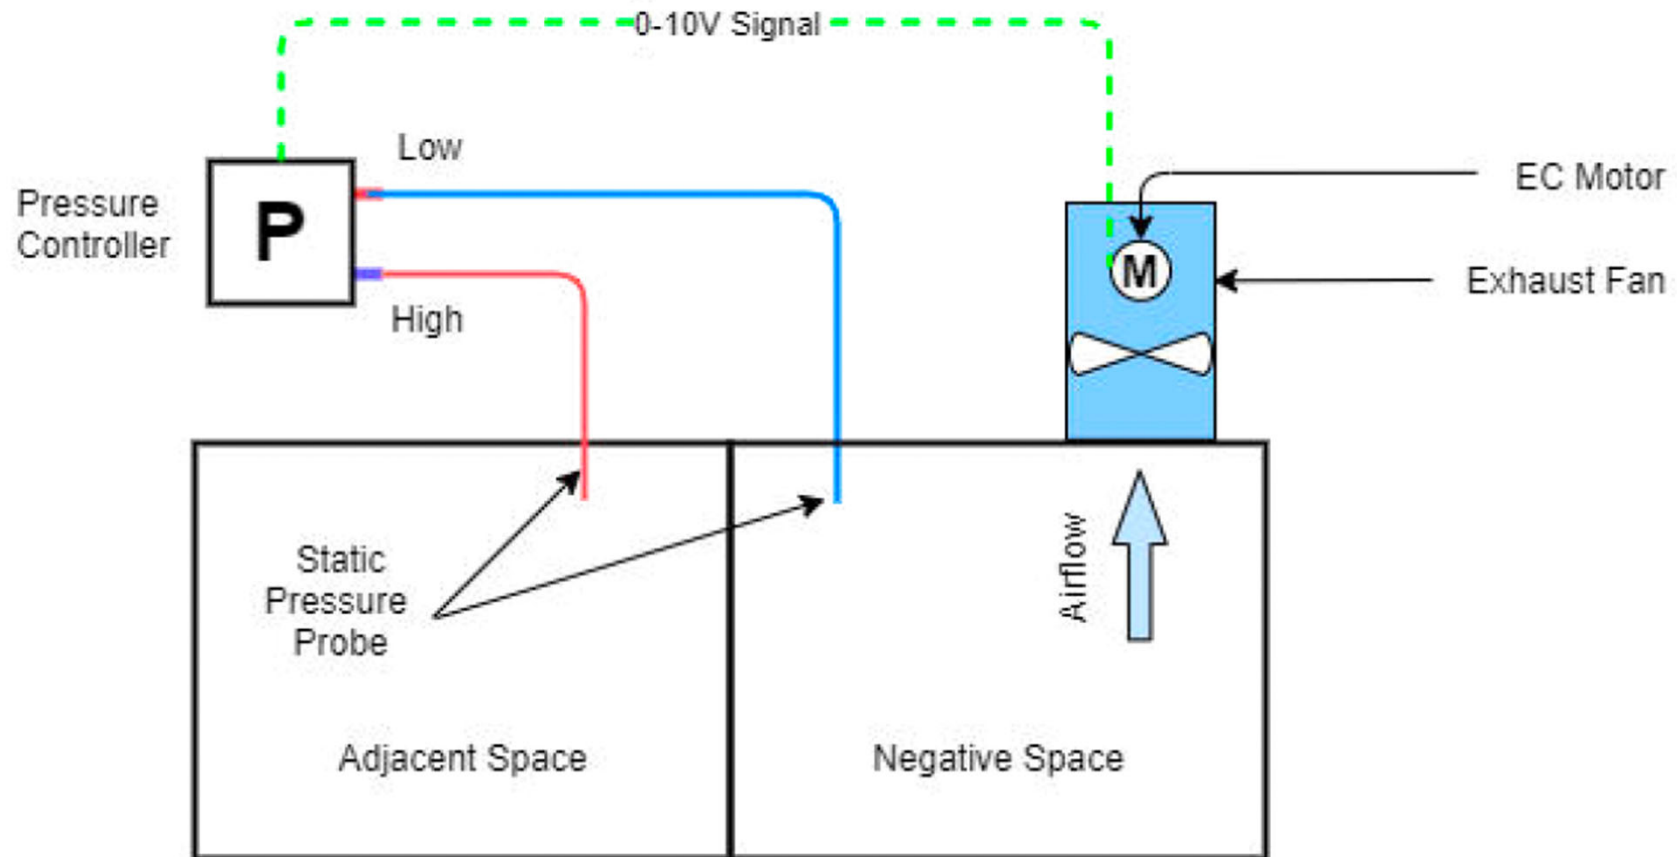 0-10V Signal
Low
Pressure
Controller
P
High
EC Motor
M
Exhaust Fan
Static
Pressure
Probe
Airflow
Adjacent Space
Negative Space